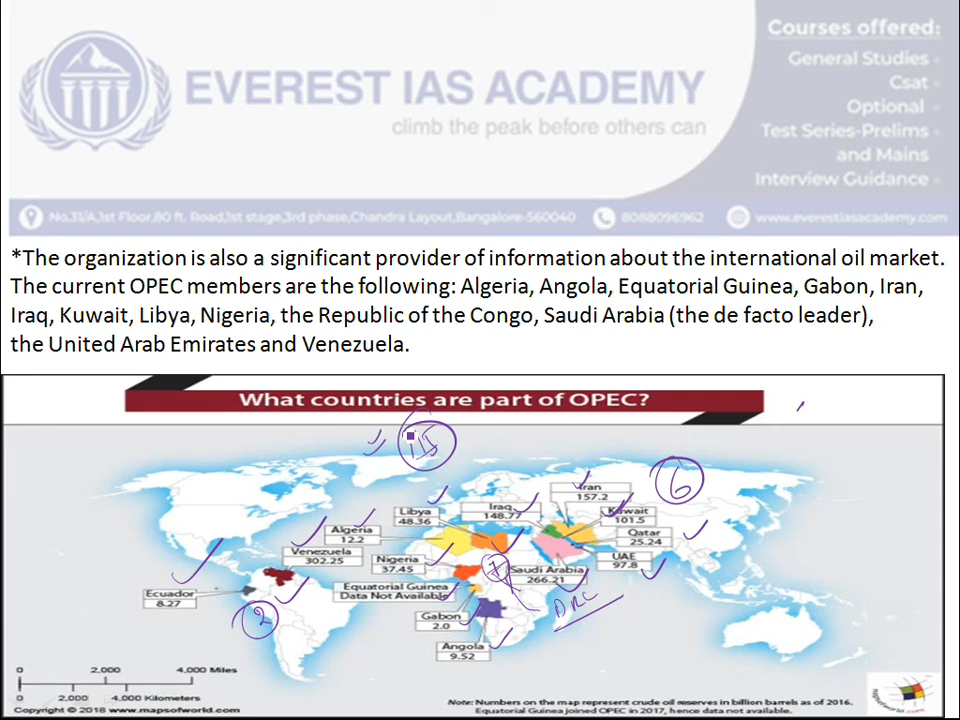 Courses offered:
General Studies
Csat
Optional
Test Series-Prelims
and Mains
Interview Guidance
EVEREST IAS ACADEMY
climb the peak before others can
No.31/A,1st Floor,80 ft. Road,1st stage,3rd phase,Chandra Layout,Bangalore-560040
8088096962
www.everestiasacademy.com
*The organization is also a significant provider of information about the international oil market.
The current OPEC members are the following: Algeria, Angola, Equatorial Guinea, Gabon, Iran,
Iraq, Kuwait, Libya, Nigeria, the Republic of the Congo, Saudi Arabia (the de facto leader),
the United Arab Emirates and Venezuela.
What countries are part of OPEC?
15
6
Iran
157.2
Iraq
148.77
Kuwait
101.5
Libya
48.36
Algeria
12.2
Qatar
25.24
Venezuela
302.25
UAE
97.8
Nigeria
37.45
7
Saudi Arabia
266.21
Equatorial Guinea
Data Not Available
Ecuador
8.27
2
DRC
Gabon
2.0
Angola
9.52
0 2,000 4,000 Miles
0 2,000 4,000 Kilometers
Copyright © 2018 www.mapsofworld.com
Note: Numbers on the map represent crude oil reserves in billion barrels as of 2016.
Equatorial Guinea joined OPEC in 2017, hence data not available.